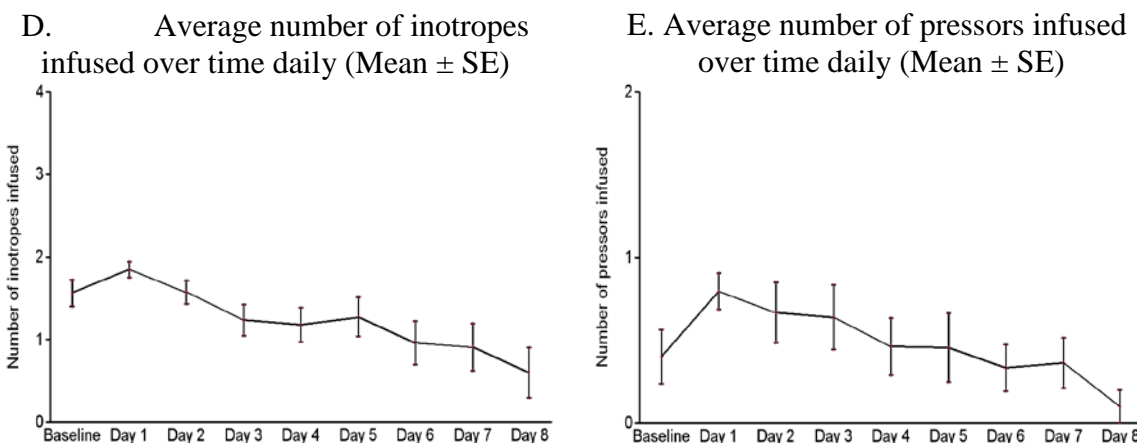 D. Average number of inotropes
infused over time daily (Mean ± SE)
4
3
2
1
0
Number of inotropes infused
Baseline Day 1 Day 2 Day 3 Day 4 Day 5 Day 6 Day 7 Day 8
E. Average number of pressors infused
over time daily (Mean ± SE)
2
1
0
Number of pressors infused
Baseline Day 1 Day 2 Day 3 Day 4 Day 5 Day 6 Day 7 Day 8